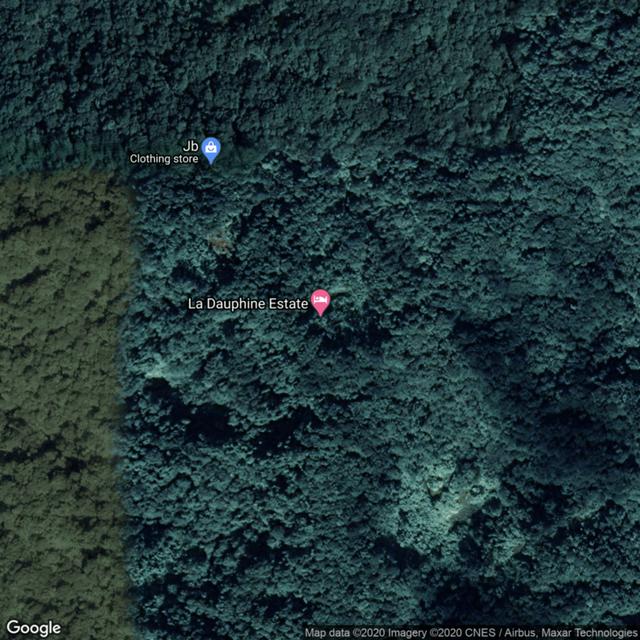 Jb
Clothing store
La Dauphine Estate
Google
Map data ©2020 Imagery ©2020 CNES / Airbus, Maxar Technologies